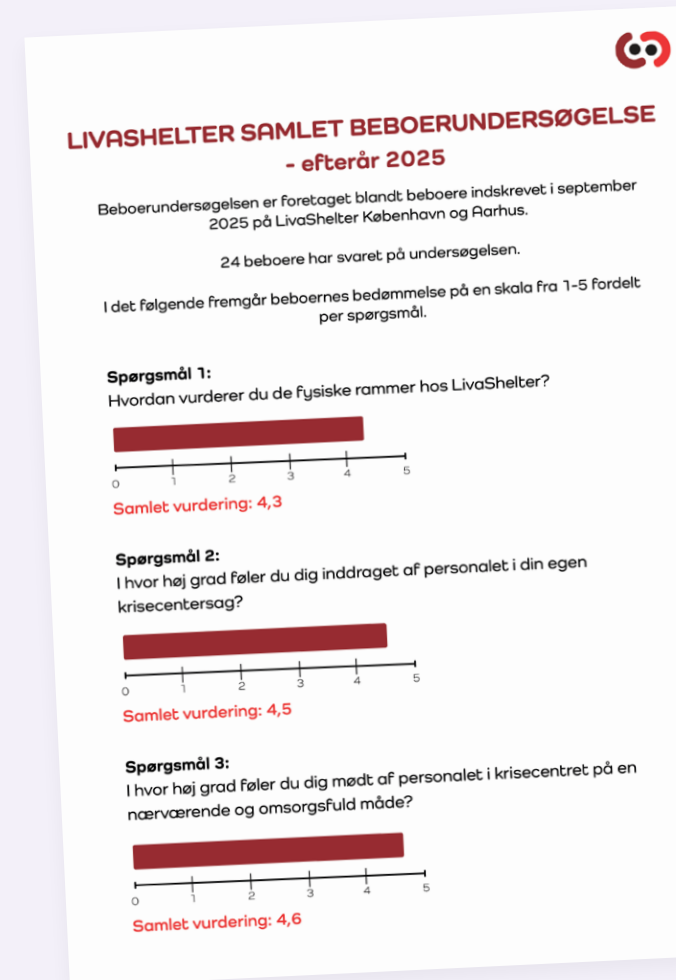 LIVASHELTER SAMLET BEBOERUNDERSØGELSE
- efterår 2025
Beboerundersøgelsen er foretaget blandt beboere indskrevet i september
2025 på LivaShelter København og Aarhus.
24 beboere har svaret på undersøgelsen.
I det følgende fremgår beboernes bedømmelse på en skala fra 1-5 fordelt
per spørgsmål.
Spørgsmål 1:
Hvordan vurderer du de fysiske rammer hos LivaShelter?
0 1 2 3 4 5
Samlet vurdering: 4,3
Spørgsmål 2:
I hvor høj grad føler du dig inddraget af personalet i din egen
krisecentersag?
0 1 2 3 4 5
Samlet vurdering: 4,5
Spørgsmål 3:
I hvor høj grad føler du dig mødt af personalet i krisecentret på en
nærværende og omsorgsfuld måde?
0 1 2 3 4 5
Samlet vurdering: 4,6